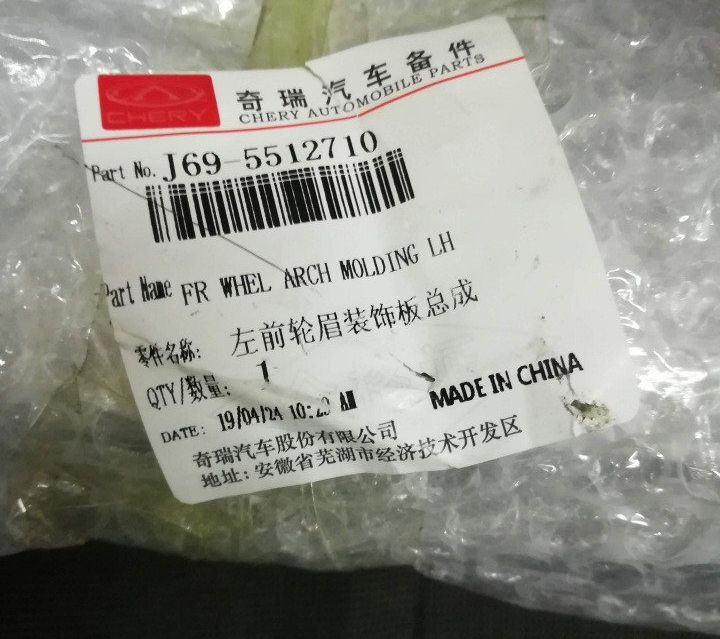 CHERY
奇瑞汽车备件
CHERY AUTOMOBILE PARTS
Part No. J69-5512710
Part Name FR WHEL ARCH MOLDING LH
零件名称: 左前轮眉装饰板总成
QTY/数量: 1
DATE: 19/04/24 10:23 AM
MADE IN CHINA
奇瑞汽车股份有限公司
地址: 安徽省芜湖市经济技术开发区